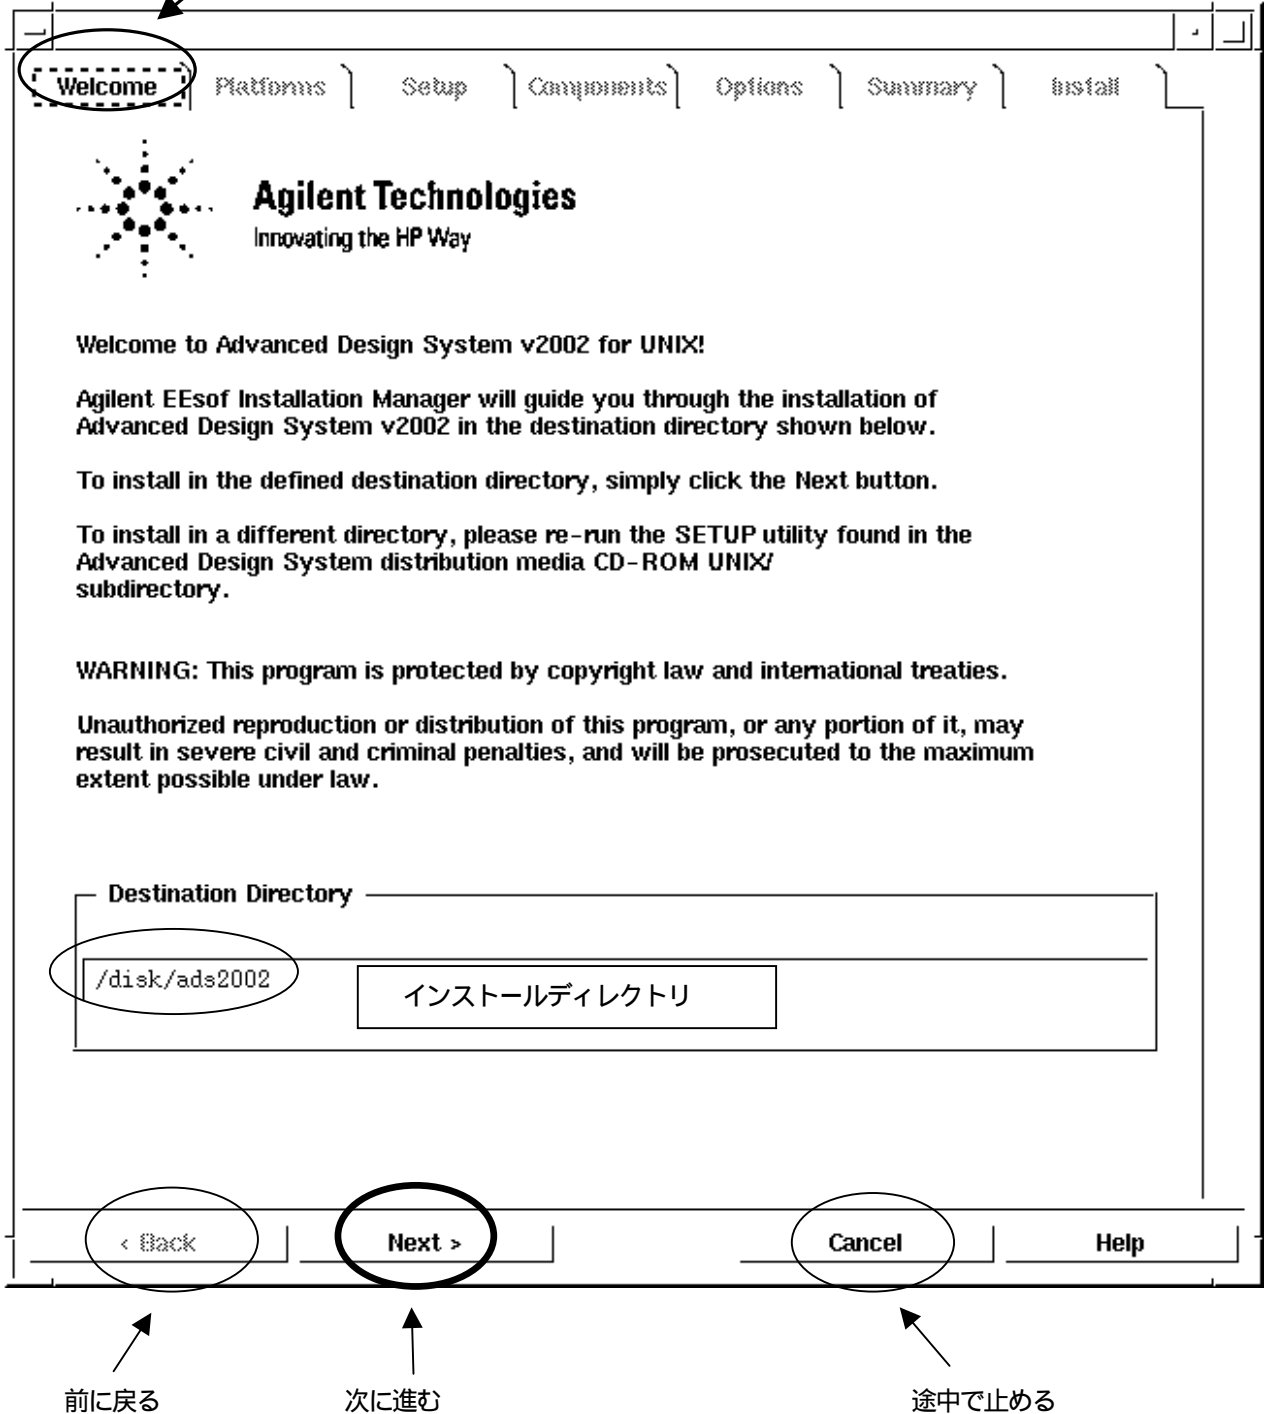 Welcome Platforms Setup Components Options Summary Install
Agilent Technologies
Innovating the HP Way
Welcome to Advanced Design System v2002 for UNIX!
Agilent EEsof Installation Manager will guide you through the installation of
Advanced Design System v2002 in the destination directory shown below.
To install in the defined destination directory, simply click the Next button.
To install in a different directory, please re-run the SETUP utility found in the
Advanced Design System distribution media CD-ROM UNIX/
subdirectory.
WARNING: This program is protected by copyright law and international treaties.
Unauthorized reproduction or distribution of this program, or any portion of it, may
result in severe civil and criminal penalties, and will be prosecuted to the maximum
extent possible under law.
Destination Directory
/disk/ads2002
インストールディレクトリ
< Back Next > Cancel Help
前に戻る 次に進む 途中で止める